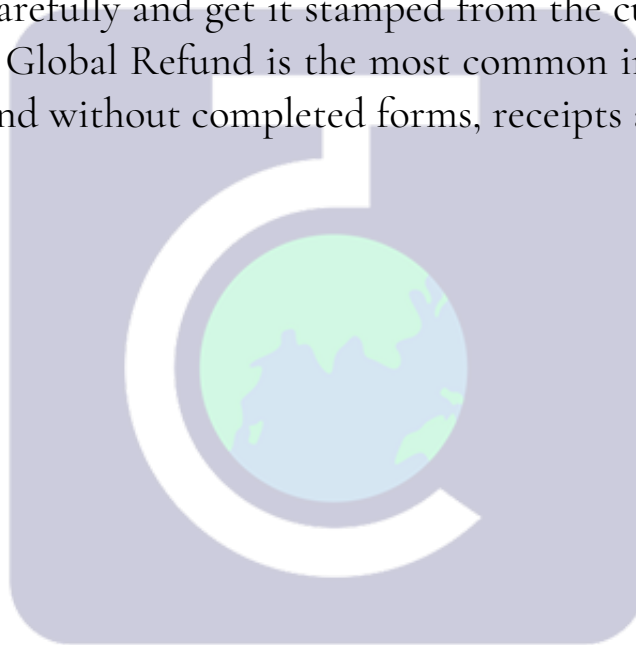 arefully and get it stamped from the cu
Global Refund is the most common i
nd without completed forms, receipts